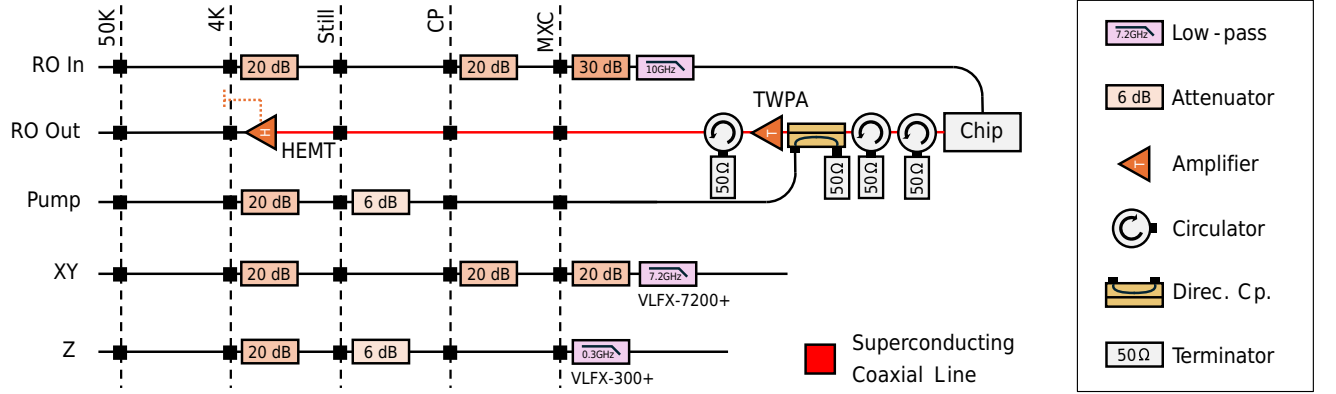 50K
4K
Still
CP
MXC
RO In
20 dB
20 dB
30 dB
10GHz
TWPA
RO Out
H
HEMT
T
Chip
50Ω
50Ω
50Ω
50Ω
Pump
20 dB
6 dB
XY
20 dB
20 dB
20 dB
7.2GHz
VLFX-7200+
Z
20 dB
6 dB
0.3GHz
VLFX-300+
Superconducting
Coaxial Line
7.2GHz
Low-pass
6 dB
Attenuator
T
Amplifier
Circulator
Direc. Cp.
50Ω
Terminator